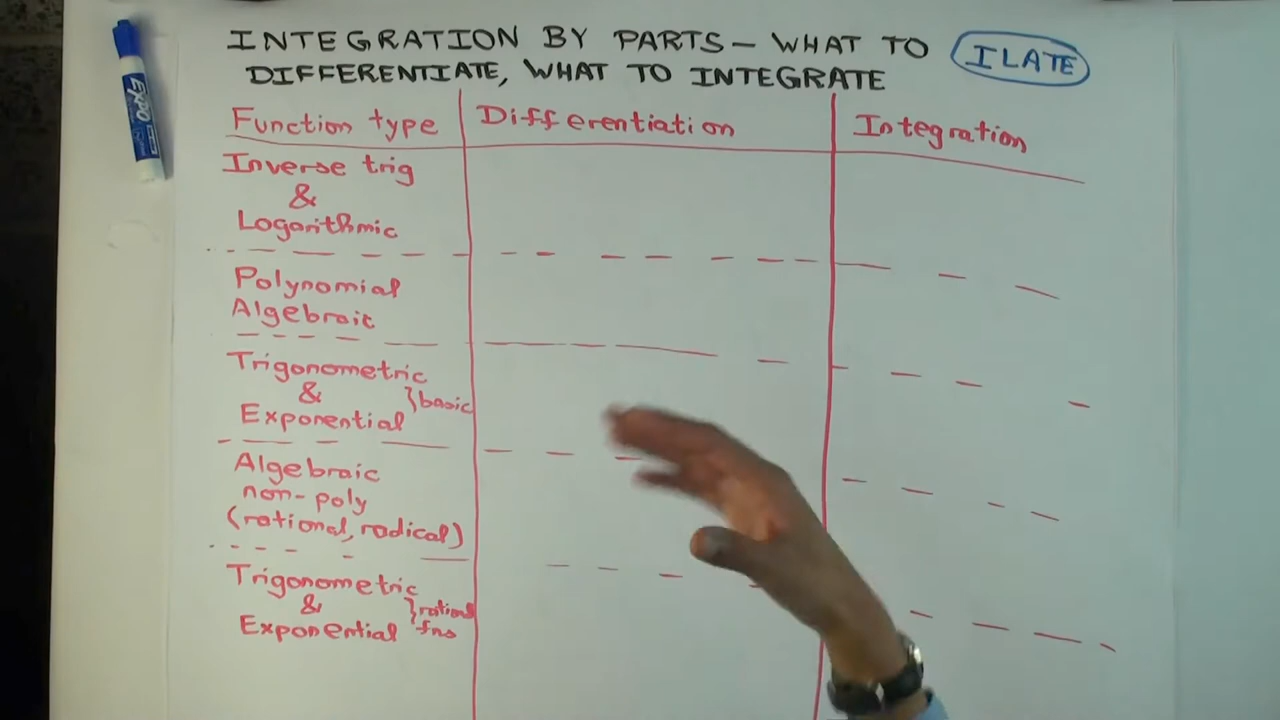 INTEGRATION BY PARTS - WHAT TO
DIFFERENTIATE, WHAT TO INTEGRATE
ILATE
EXPO
Function type
Differentiation
Integration
Inverse trig
&
Logarithmic
Polynomial
Algebraic
Trigonometric
&
Exponential
}basic
Algebraic
non-poly
(rational, radical)
Trigonometric
&
Exponential
}rational
fns